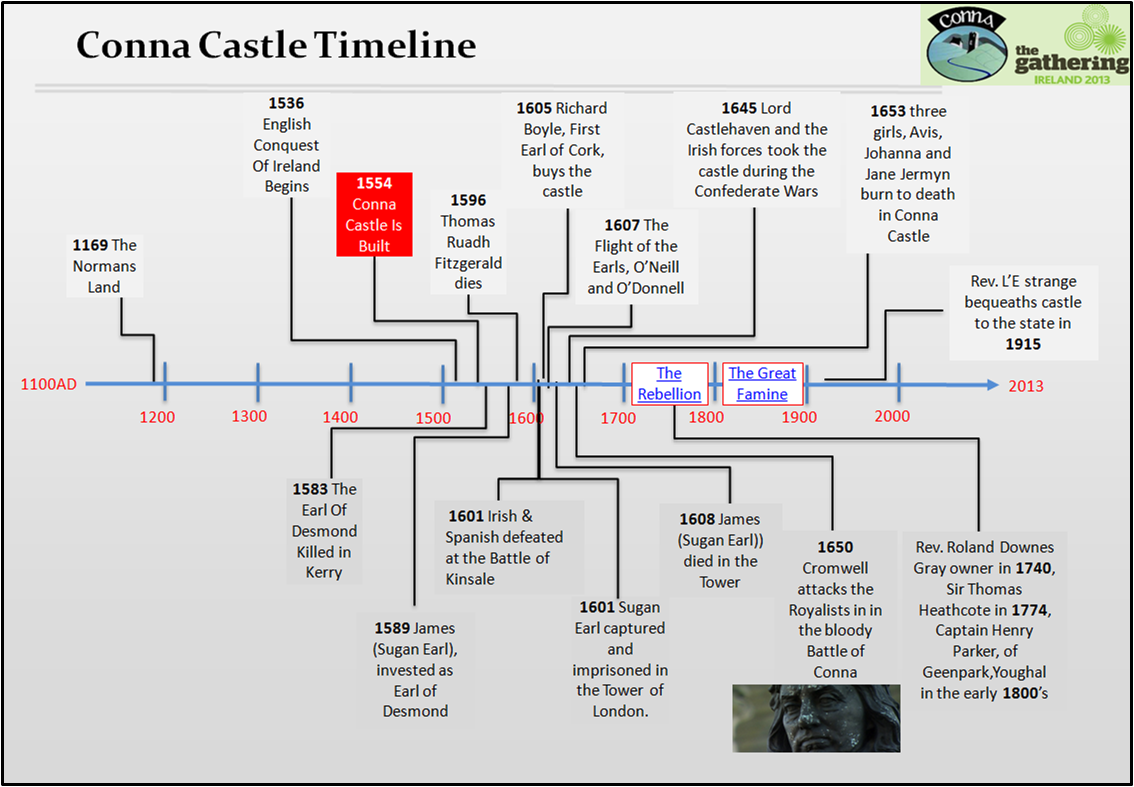 Conna Castle Timeline
CONNA
the
gathering
IRELAND 2013
1536
English
Conquest
Of Ireland
Begins
1554
Conna
Castle Is
Built
1596
Thomas
Ruadh
Fitzgerald
dies
1605 Richard
Boyle, First
Earl of Cork,
buys the
castle
1607 The
Flight of the
Earls, O'Neill
and O'Donnell
1645 Lord
Castlehaven and the
Irish forces took the
castle during the
Confederate Wars
1653 three
girls, Avis,
Johanna and
Jane Jermyn
burn to death
in Conna
Castle
1169 The
Normans
Land
Rev. L'E strange
bequeaths castle
to the state in
1915
1100AD
The
Rebellion
The Great
Famine
2013
1200
1300
1400
1500
1600
1700
1800
1900
2000
1583 The
Earl Of
Desmond
Killed in
Kerry
1589 James
(Sugan Earl),
invested as
Earl of
Desmond
1601 Irish &
Spanish defeated
at the Battle of
Kinsale
1601 Sugan
Earl captured
and
imprisoned in
the Tower of
London.
1608 James
(Sugan Earl))
died in the
Tower
1650
Cromwell
attacks the
Royalists in in
the bloody
Battle of
Conna
Rev. Roland Downes
Gray owner in 1740,
Sir Thomas
Heathcote in 1774,
Captain Henry
Parker, of
Geenpark,Youghal
in the early 1800's